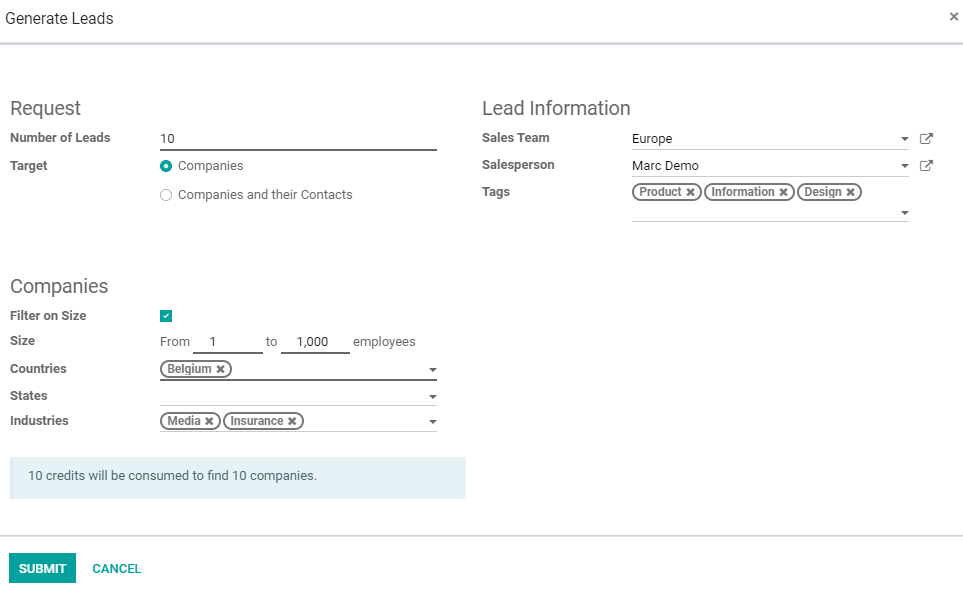 Generate Leads
Request
Number of Leads 10
Target Companies
Companies and their Contacts
Lead Information
Sales Team Europe
Salesperson Marc Demo
Tags Product Information Design
Companies
Filter on Size
Size From 1 to 1,000 employees
Countries Belgium
States
Industries Media Insurance
10 credits will be consumed to find 10 companies.
SUBMIT CANCEL